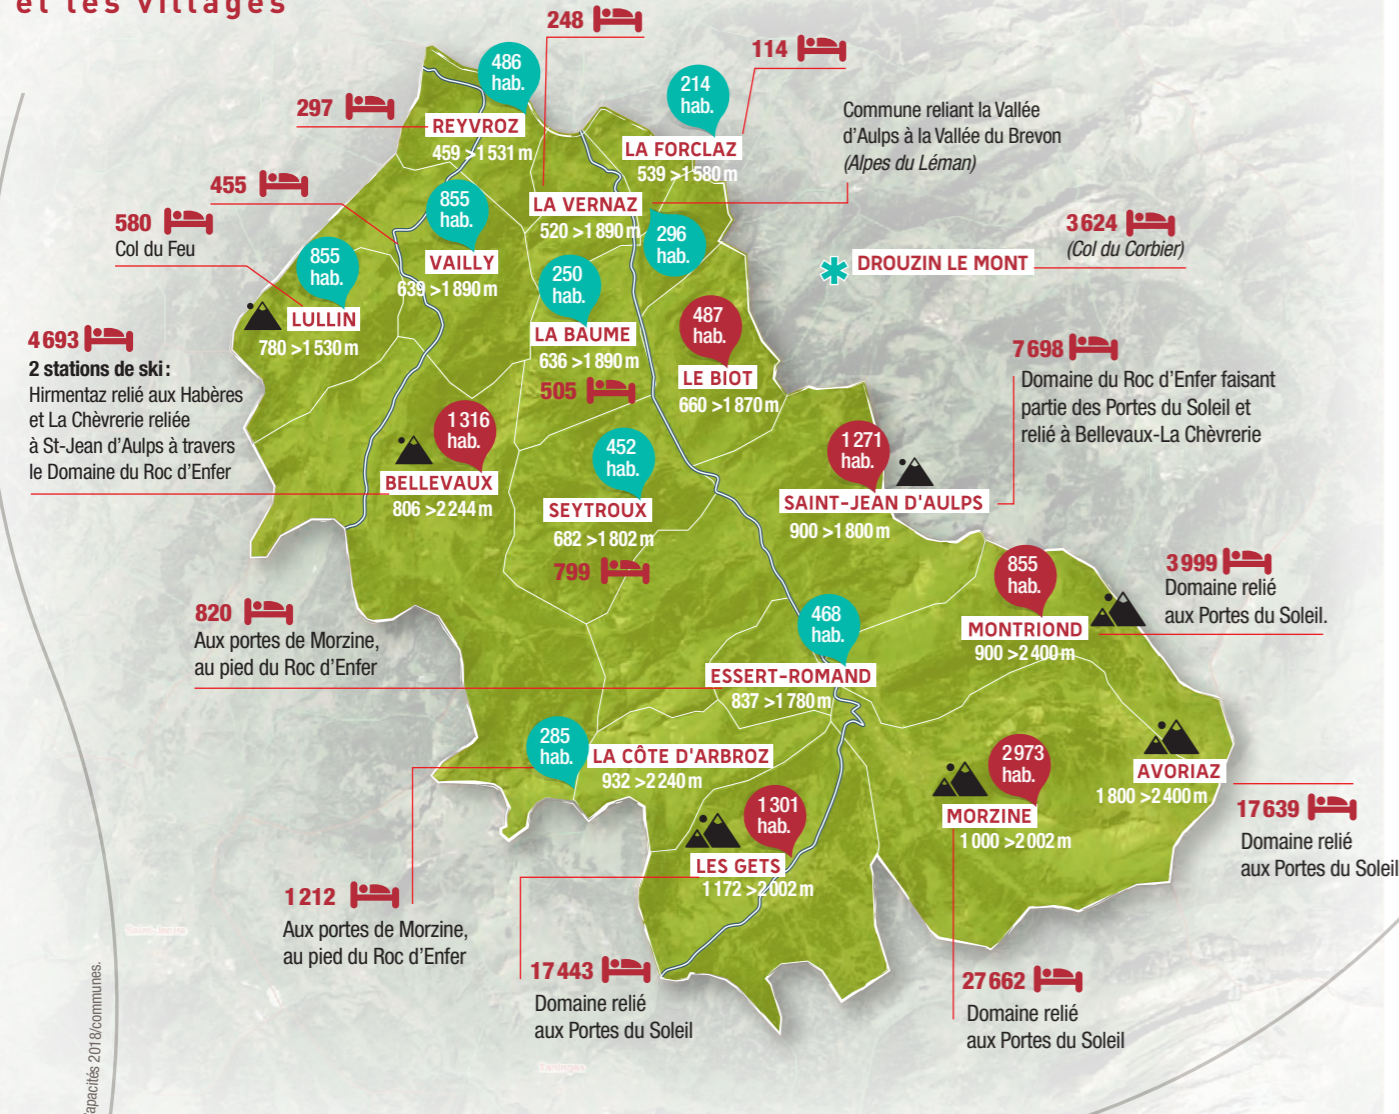 et les villages
248
114
486
hab.
214
hab.
297
REYVROZ
459 >1 531 m
LA FORCLAZ
539 >1 580 m
Commune reliant la Vallée
d’Aulps à la Vallée du Brevon
(Alpes du Léman)
455
855
hab.
LA VERNAZ
520 >1 890 m
296
hab.
580
Col du Feu
3 624
(Col du Corbier)
DROUZIN LE MONT
855
hab.
VAILLY
639 >1 890 m
250
hab.
LULLIN
780 >1 530 m
LA BAUME
636 >1 890 m
505
487
hab.
LE BIOT
660 >1 870 m
4 693
2 stations de ski :
Hirmentaz relié aux Habères
et La Chèvrerie reliée
à St-Jean d’Aulps à travers
le Domaine du Roc d’Enfer
7 698
Domaine du Roc d’Enfer faisant
partie des Portes du Soleil et
relié à Bellevaux-La Chèvrerie
1 316
hab.
BELLEVAUX
806 >2 244 m
452
hab.
SEYTROUX
682 >1 802 m
799
1 271
hab.
SAINT-JEAN D'AULPS
900 >1 800 m
855
hab.
MONTRIOND
900 >2 400 m
3 999
Domaine relié
aux Portes du Soleil.
820
Aux portes de Morzine,
au pied du Roc d’Enfer
468
hab.
ESSERT-ROMAND
837 >1 780 m
285
hab.
LA CÔTE D'ARBROZ
932 >2 240 m
2 973
hab.
MORZINE
1 000 >2 002 m
AVORIAZ
1 800 >2 400 m
17 639
Domaine relié
aux Portes du Soleil
1 301
hab.
LES GETS
1 172 >2 002 m
1 212
Aux portes de Morzine,
au pied du Roc d’Enfer
17 443
Domaine relié
aux Portes du Soleil
27 662
Domaine relié
aux Portes du Soleil
2018/communes.